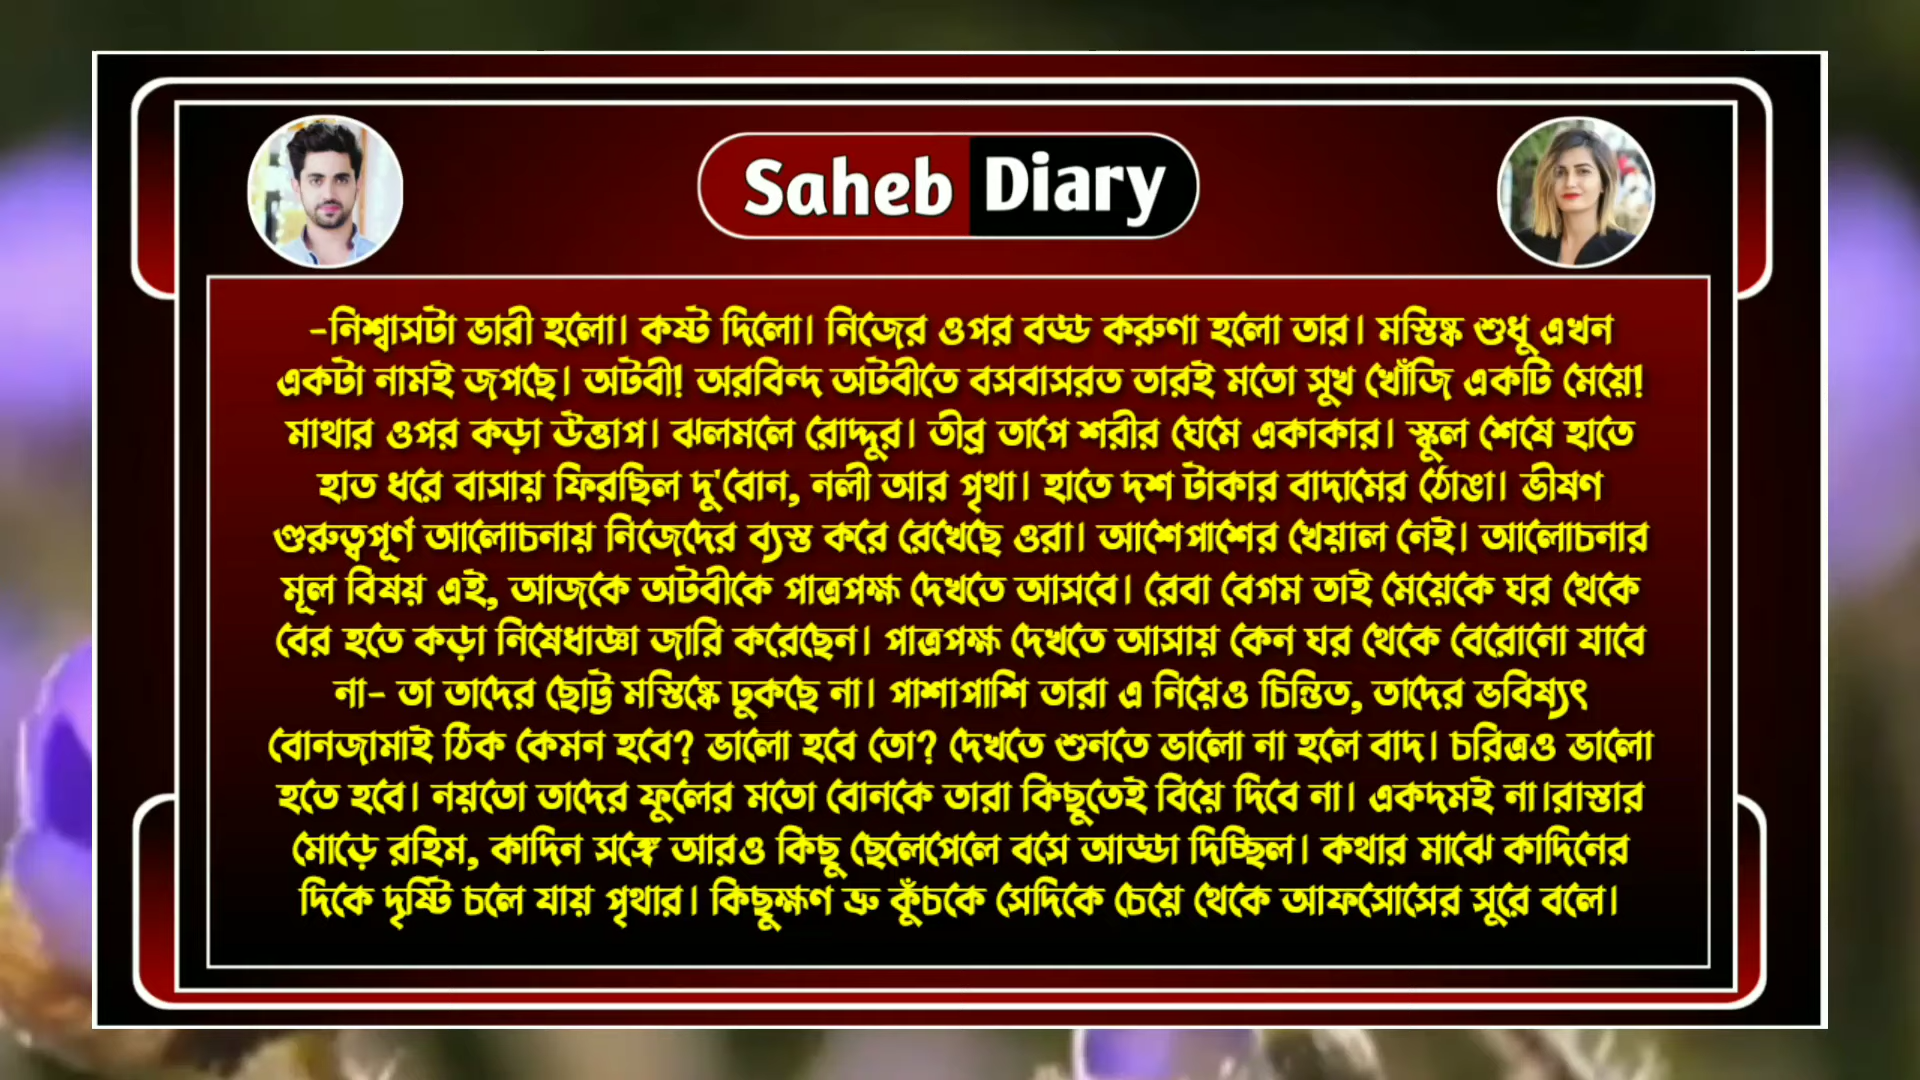 Saheb Diary
-নিশ্বাসটা ভারী হলো। কষ্ট দিলো। নিজের ওপর বড্ড করুণা হলো তার। মস্তিষ্ক শুধু এখন
একটা নামই জপছে। অটবী! অরবিন্দ অটবীতে বসবাসরত তারই মতো সুখ খোঁজি একটি মেয়ে!
মাথার ওপর কড়া উত্তাপ। ঝলমলে রোদ্দুর। তীব্র তাপে শরীর ঘেমে একাকার। স্কুল শেষে হাতে
হাত ধরে বাসায় ফিরছিল দু'বোন, নলী আর পৃথা। হাতে দশ টাকার বাদামের ঠোঙা। ভীষণ
গুরুত্বপূর্ণ আলোচনায় নিজেদের ব্যস্ত করে রেখেছে ওরা। আশেপাশের খেয়াল নেই। আলোচনার
মূল বিষয় এই, আজকে অটবীকে পাত্রপক্ষ দেখতে আসবে। রেবা বেগম তাই মেয়েকে ঘর থেকে
বের হতে কড়া নিষেধাজ্ঞা জারি করেছেন। পাত্রপক্ষ দেখতে আসায় কেন ঘর থেকে বেরোনো যাবে
না- তা তাদের ছোট্ট মস্তিষ্কে ঢুকছে না। পাশাপাশি তারা এ নিয়েও চিন্তিত, তাদের ভবিষ্যৎ
বোনজামাই ঠিক কেমন হবে? ভালো হবে তো? দেখতে শুনতে ভালো না হলে বাদ। চরিত্রও ভালো
হতে হবে। নয়তো তাদের ফুলের মতো বোনকে তারা কিছুতেই বিয়ে দিবে না। একদমই না।রাস্তার
মোড়ে রহিম, কাদিন সঙ্গে আরও কিছু ছেলেপেলে বসে আড্ডা দিচ্ছিল। কথার মাঝে কাদিনের
দিকে দৃষ্টি চলে যায় পৃথার। কিছুক্ষণ ভ্রু কুঁচকে সেদিকে চেয়ে থেকে আফসোসের সুরে বলে।